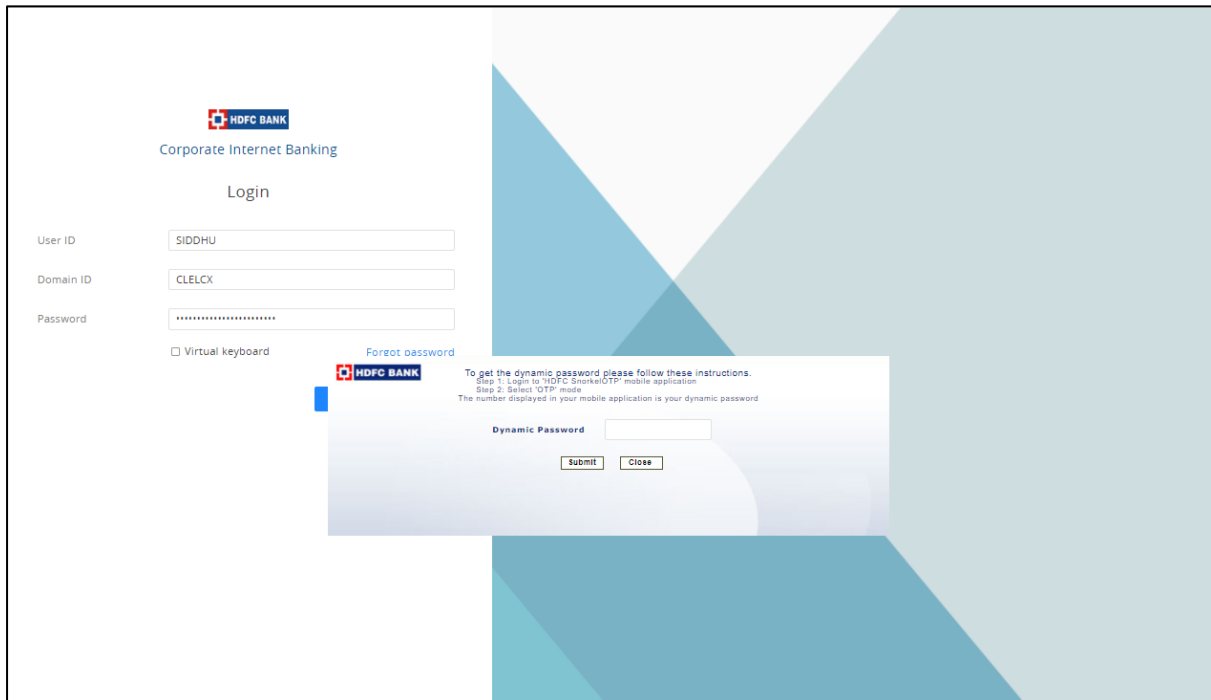 HDFC BANK
Corporate Internet Banking
Login
User ID SIDDHU
Domain ID CLELCX
Password ••••••••••••••••••••••••
Virtual keyboard Forgot password
HDFC BANK
To get the dynamic password please follow these instructions.
Step 1: Login to 'HDFC SnorkelOTP' mobile application
Step 2: Select 'OTP' mode
The number displayed in your mobile application is your dynamic password
Dynamic Password
Submit Close